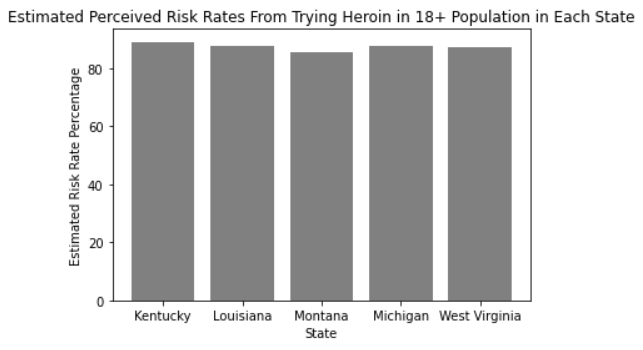 Estimated Perceived Risk Rates From Trying Heroin in 18+ Population in Each State
Estimated Risk Rate Percentage
80
60
40
20
0
Kentucky Louisiana Montana Michigan West Virginia
State